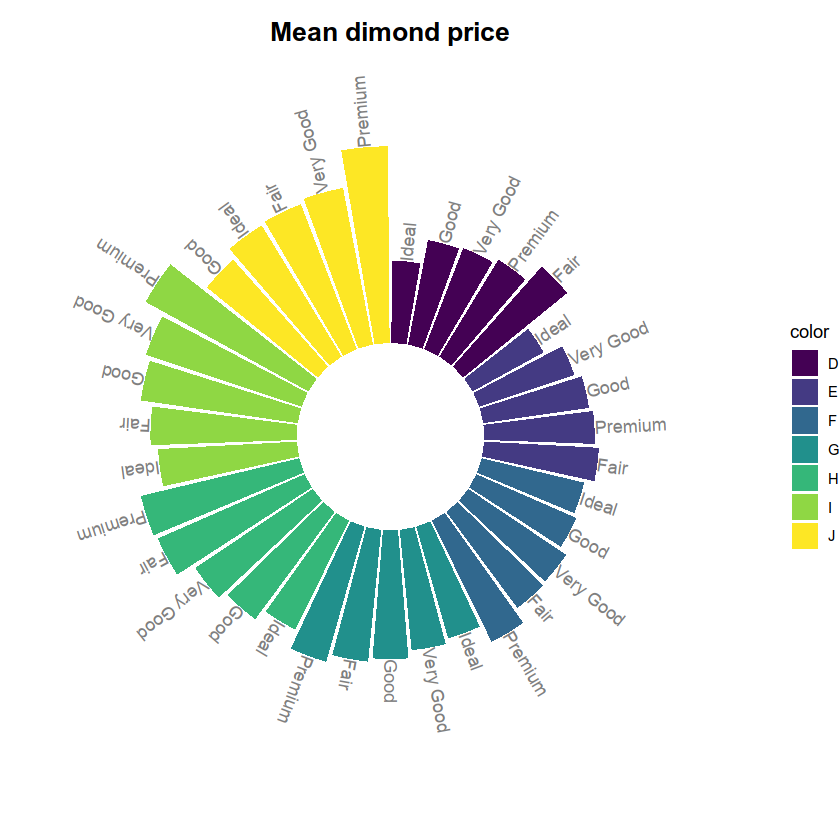 Mean dimond price
Ideal
Good
Very Good
Premium
Fair
Ideal
Very Good
Good
Premium
Fair
Ideal
Good
Very Good
Fair
Premium
Ideal
Very Good
Good
Fair
Premium
Ideal
Good
Very Good
Fair
Premium
Ideal
Fair
Good
Very Good
Premium
Good
Ideal
Fair
Very Good
Premium
color
D
E
F
G
H
I
J